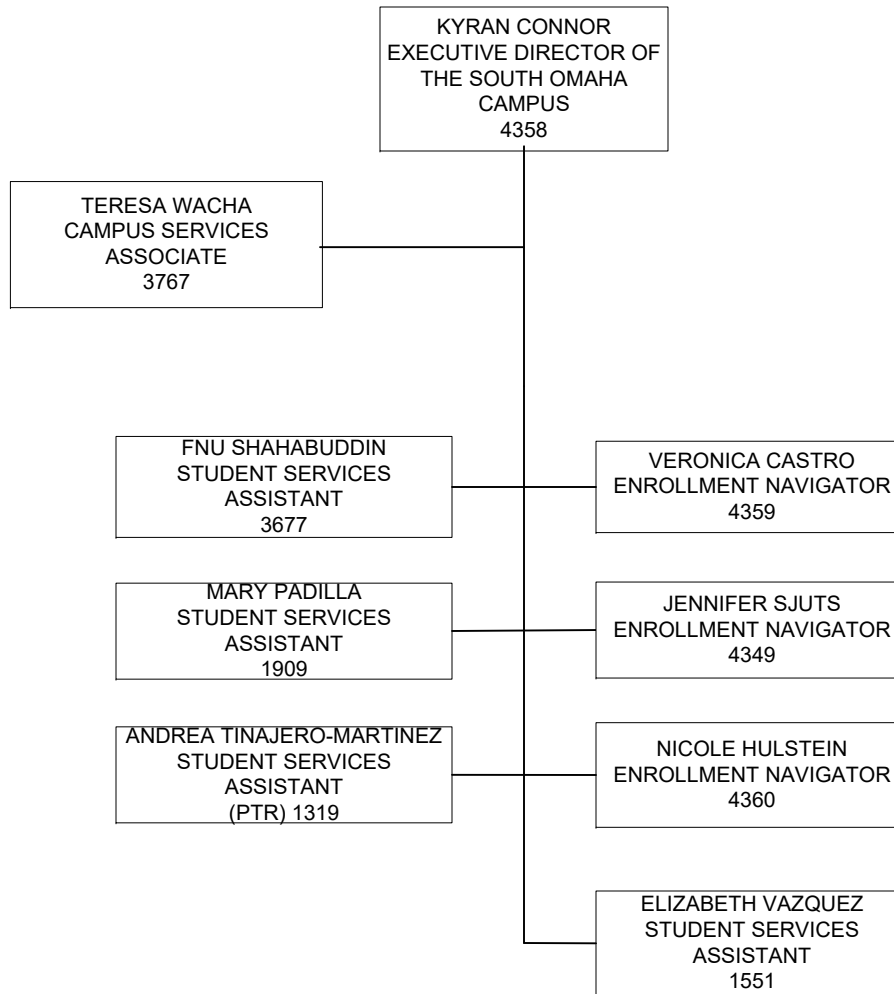 KYRAN CONNOR
EXECUTIVE DIRECTOR OF
THE SOUTH OMAHA
CAMPUS
4358
TERESA WACHA
CAMPUS SERVICES
ASSOCIATE
3767
FNU SHAHABUDDIN
STUDENT SERVICES
ASSISTANT
3677
VERONICA CASTRO
ENROLLMENT NAVIGATOR
4359
MARY PADILLA
STUDENT SERVICES
ASSISTANT
1909
JENNIFER SJUTS
ENROLLMENT NAVIGATOR
4349
ANDREA TINAJERO-MARTINEZ
STUDENT SERVICES
ASSISTANT
(PTR) 1319
NICOLE HULSTEIN
ENROLLMENT NAVIGATOR
4360
ELIZABETH VAZQUEZ
STUDENT SERVICES
ASSISTANT
1551